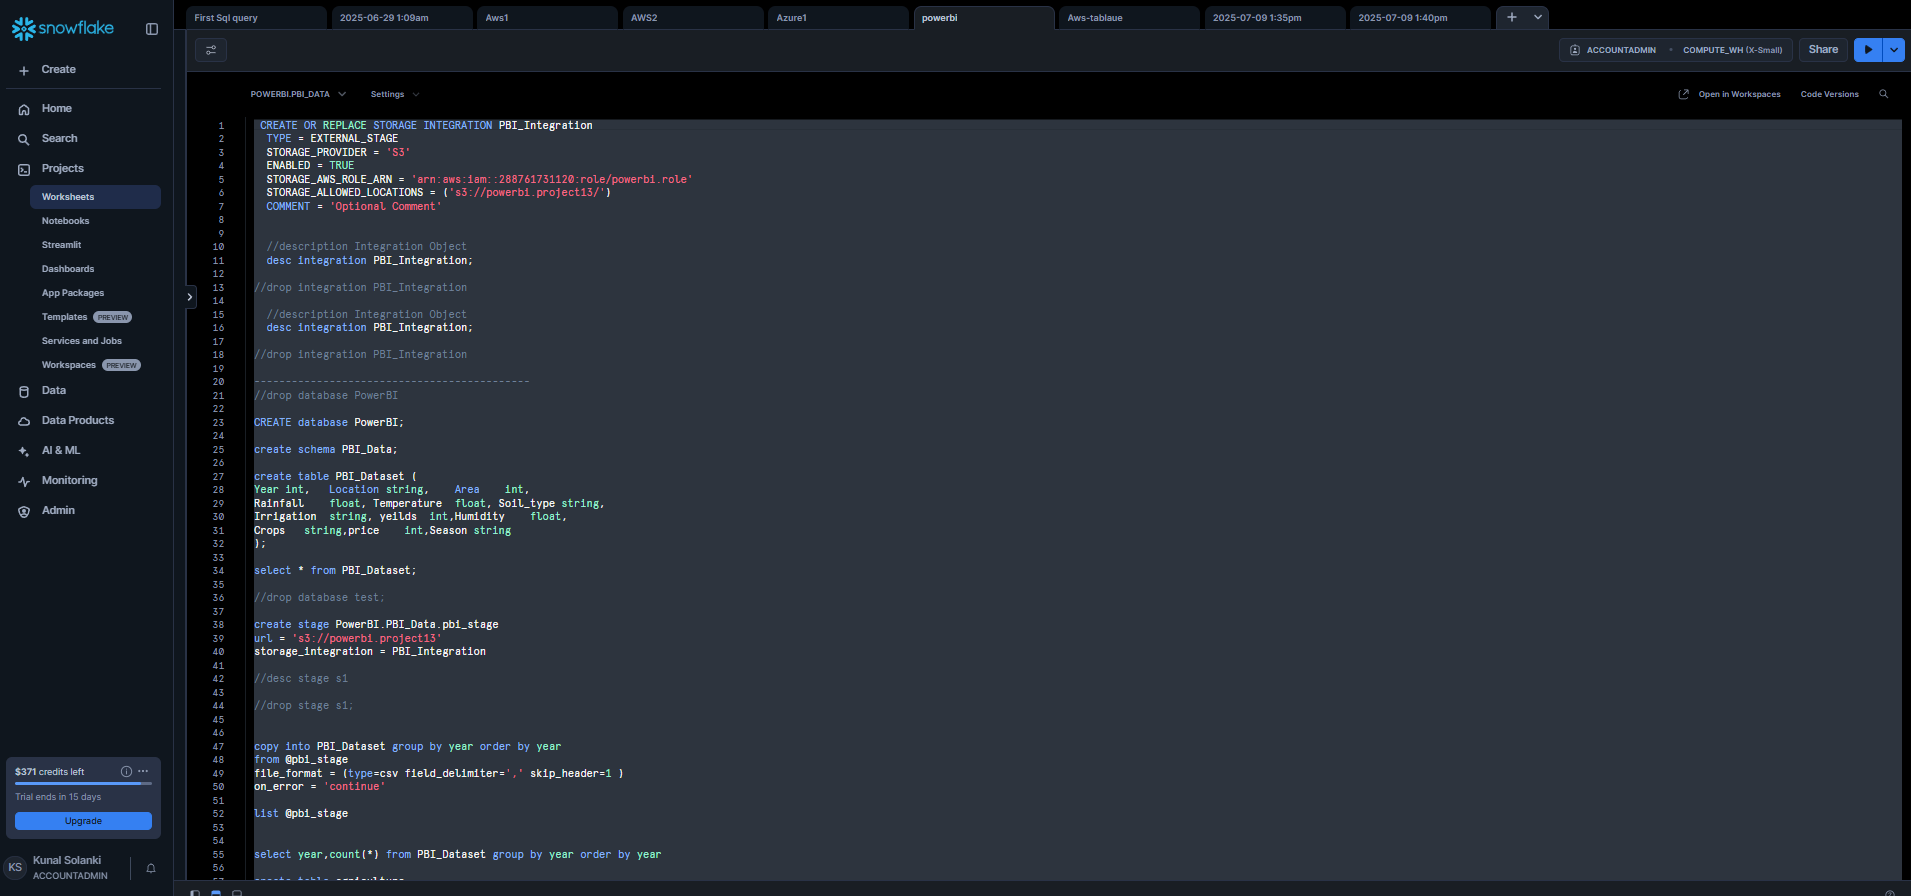 snowflake
Create
Home
Search
Projects
Worksheets
Notebooks
Streamlit
Dashboards
App Packages
Templates PREVIEW
Services and Jobs
Workspaces PREVIEW
Data
Data Products
AI & ML
Monitoring
Admin
$371 credits left
Trial ends in 15 days
Upgrade
KS
Kunal Solanki
ACCOUNTADMIN
First Sql query
2025-06-29 1:09am
Aws1
AWS2
Azure1
powerbi
Aws-tablaue
2025-07-09 1:35pm
2025-07-09 1:40pm
ACCOUNTADMIN
COMPUTE_WH (X-Small)
Share
POWERBI.PBI_DATA
Settings
Open in Workspaces
Code Versions
1 CREATE OR REPLACE STORAGE INTEGRATION PBI_Integration
2 TYPE = EXTERNAL_STAGE
3 STORAGE_PROVIDER = 'S3'
4 ENABLED = TRUE
5 STORAGE_AWS_ROLE_ARN = 'arn:aws:iam::288761731120:role/powerbi.role'
6 STORAGE_ALLOWED_LOCATIONS = ('s3://powerbi.project13/')
7 COMMENT = 'Optional Comment'
8
9
10 //description Integration Object
11 desc integration PBI_Integration;
12
13 //drop integration PBI_Integration
14
15 //description Integration Object
16 desc integration PBI_Integration;
17
18 //drop integration PBI_Integration
19
20 --------------------------------------------
21 //drop database PowerBI
22
23 CREATE database PowerBI;
24
25 create schema PBI_Data;
26
27 create table PBI_Dataset (
28 Year int, Location string, Area int,
29 Rainfall float, Temperature float, Soil_type string,
30 Irrigation string, yeilds int,Humidity float,
31 Crops string,price int,Season string
32 );
33
34 select * from PBI_Dataset;
35
36 //drop database test;
37
38 create stage PowerBI.PBI_Data.pbi_stage
39 url = 's3://powerbi.project13'
40 storage_integration = PBI_Integration
41
42 //desc stage s1
43
44 //drop stage s1;
45
46
47 copy into PBI_Dataset group by year order by year
48 from @pbi_stage
49 file_format = (type=csv field_delimiter=',' skip_header=1 )
50 on_error = 'continue'
51
52 list @pbi_stage
53
54
55 select year,count(*) from PBI_Dataset group by year order by year
56
57 create table agriculture